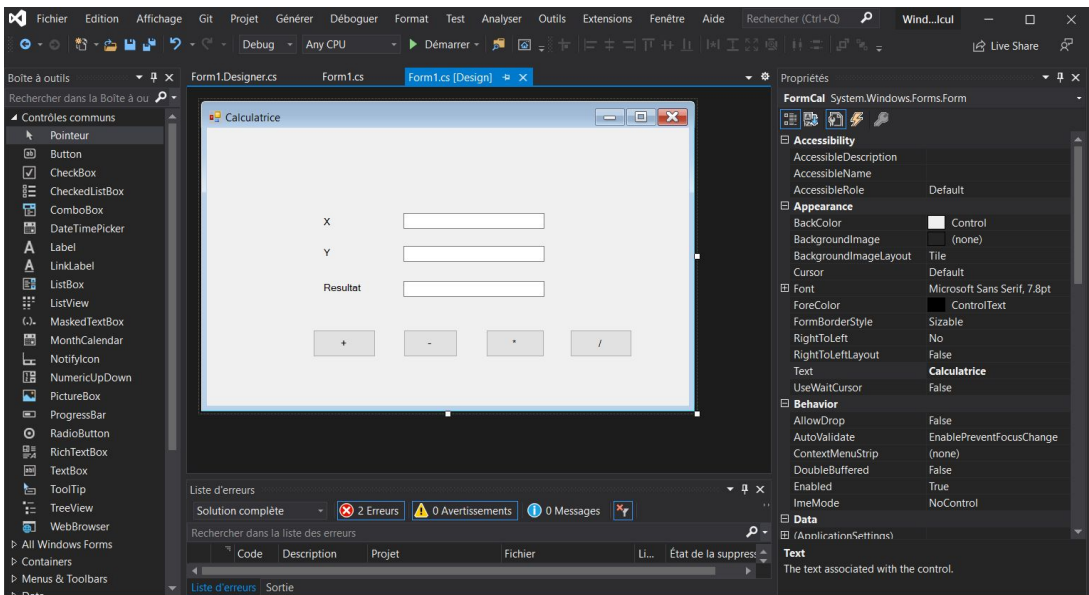 Fichier Edition Affichage Git Projet Générer Déboguer Format Test Analyser Outils Extensions Fenêtre Aide Rechercher (Ctrl+Q) Wind...lcul
Debug Any CPU Démarrer Live Share
Boîte à outils
Rechercher dans la Boîte à ou
Contrôles communs
Pointeur
Button
CheckBox
CheckedListBox
ComboBox
DateTimePicker
Label
LinkLabel
ListBox
ListView
MaskedTextBox
MonthCalendar
NotifyIcon
NumericUpDown
PictureBox
ProgressBar
RadioButton
RichTextBox
TextBox
ToolTip
TreeView
WebBrowser
All Windows Forms
Containers
Menus & Toolbars
Form1.Designer.cs Form1.cs Form1.cs [Design]
Calculatrice
X
Y
Resultat
+ - * /
Liste d'erreurs
Solution complète 2 Erreurs 0 Avertissements 0 Messages
Rechercher dans la liste des erreurs
Code Description Projet Fichier Li... État de la suppres
Liste d'erreurs Sortie
Propriétés
FormCal System.Windows.Forms.Form
Accessibility
AccessibleDescription
AccessibleName
AccessibleRole Default
Appearance
BackColor Control
BackgroundImage (none)
BackgroundImageLayout Tile
Cursor Default
Font Microsoft Sans Serif, 7.8pt
ForeColor ControlText
FormBorderStyle Sizable
RightToLeft No
RightToLeftLayout False
Text Calculatrice
UseWaitCursor False
Behavior
AllowDrop False
AutoValidate EnablePreventFocusChange
ContextMenuStrip (none)
DoubleBuffered False
Enabled True
ImeMode NoControl
Data
(ApplicationSettings)
Text
The text associated with the control.